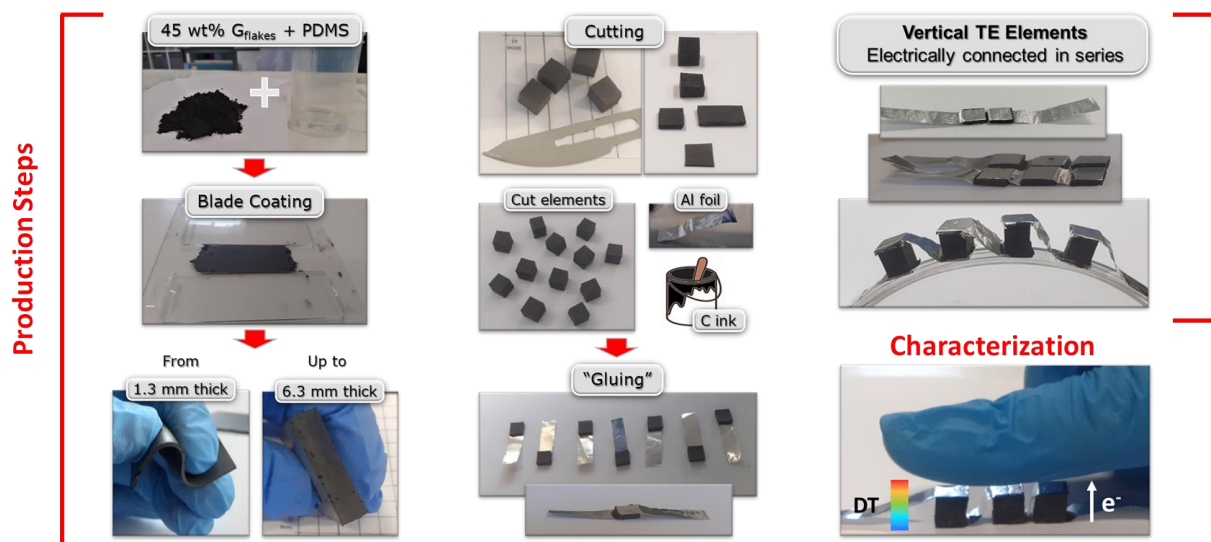 Production Steps
45 wt% G_flakes + PDMS
Blade Coating
From
1.3 mm thick
Up to
6.3 mm thick
Cutting
Cut elements
Al foil
C ink
“Gluing”
Vertical TE Elements
Electrically connected in series
Characterization
DT
e-